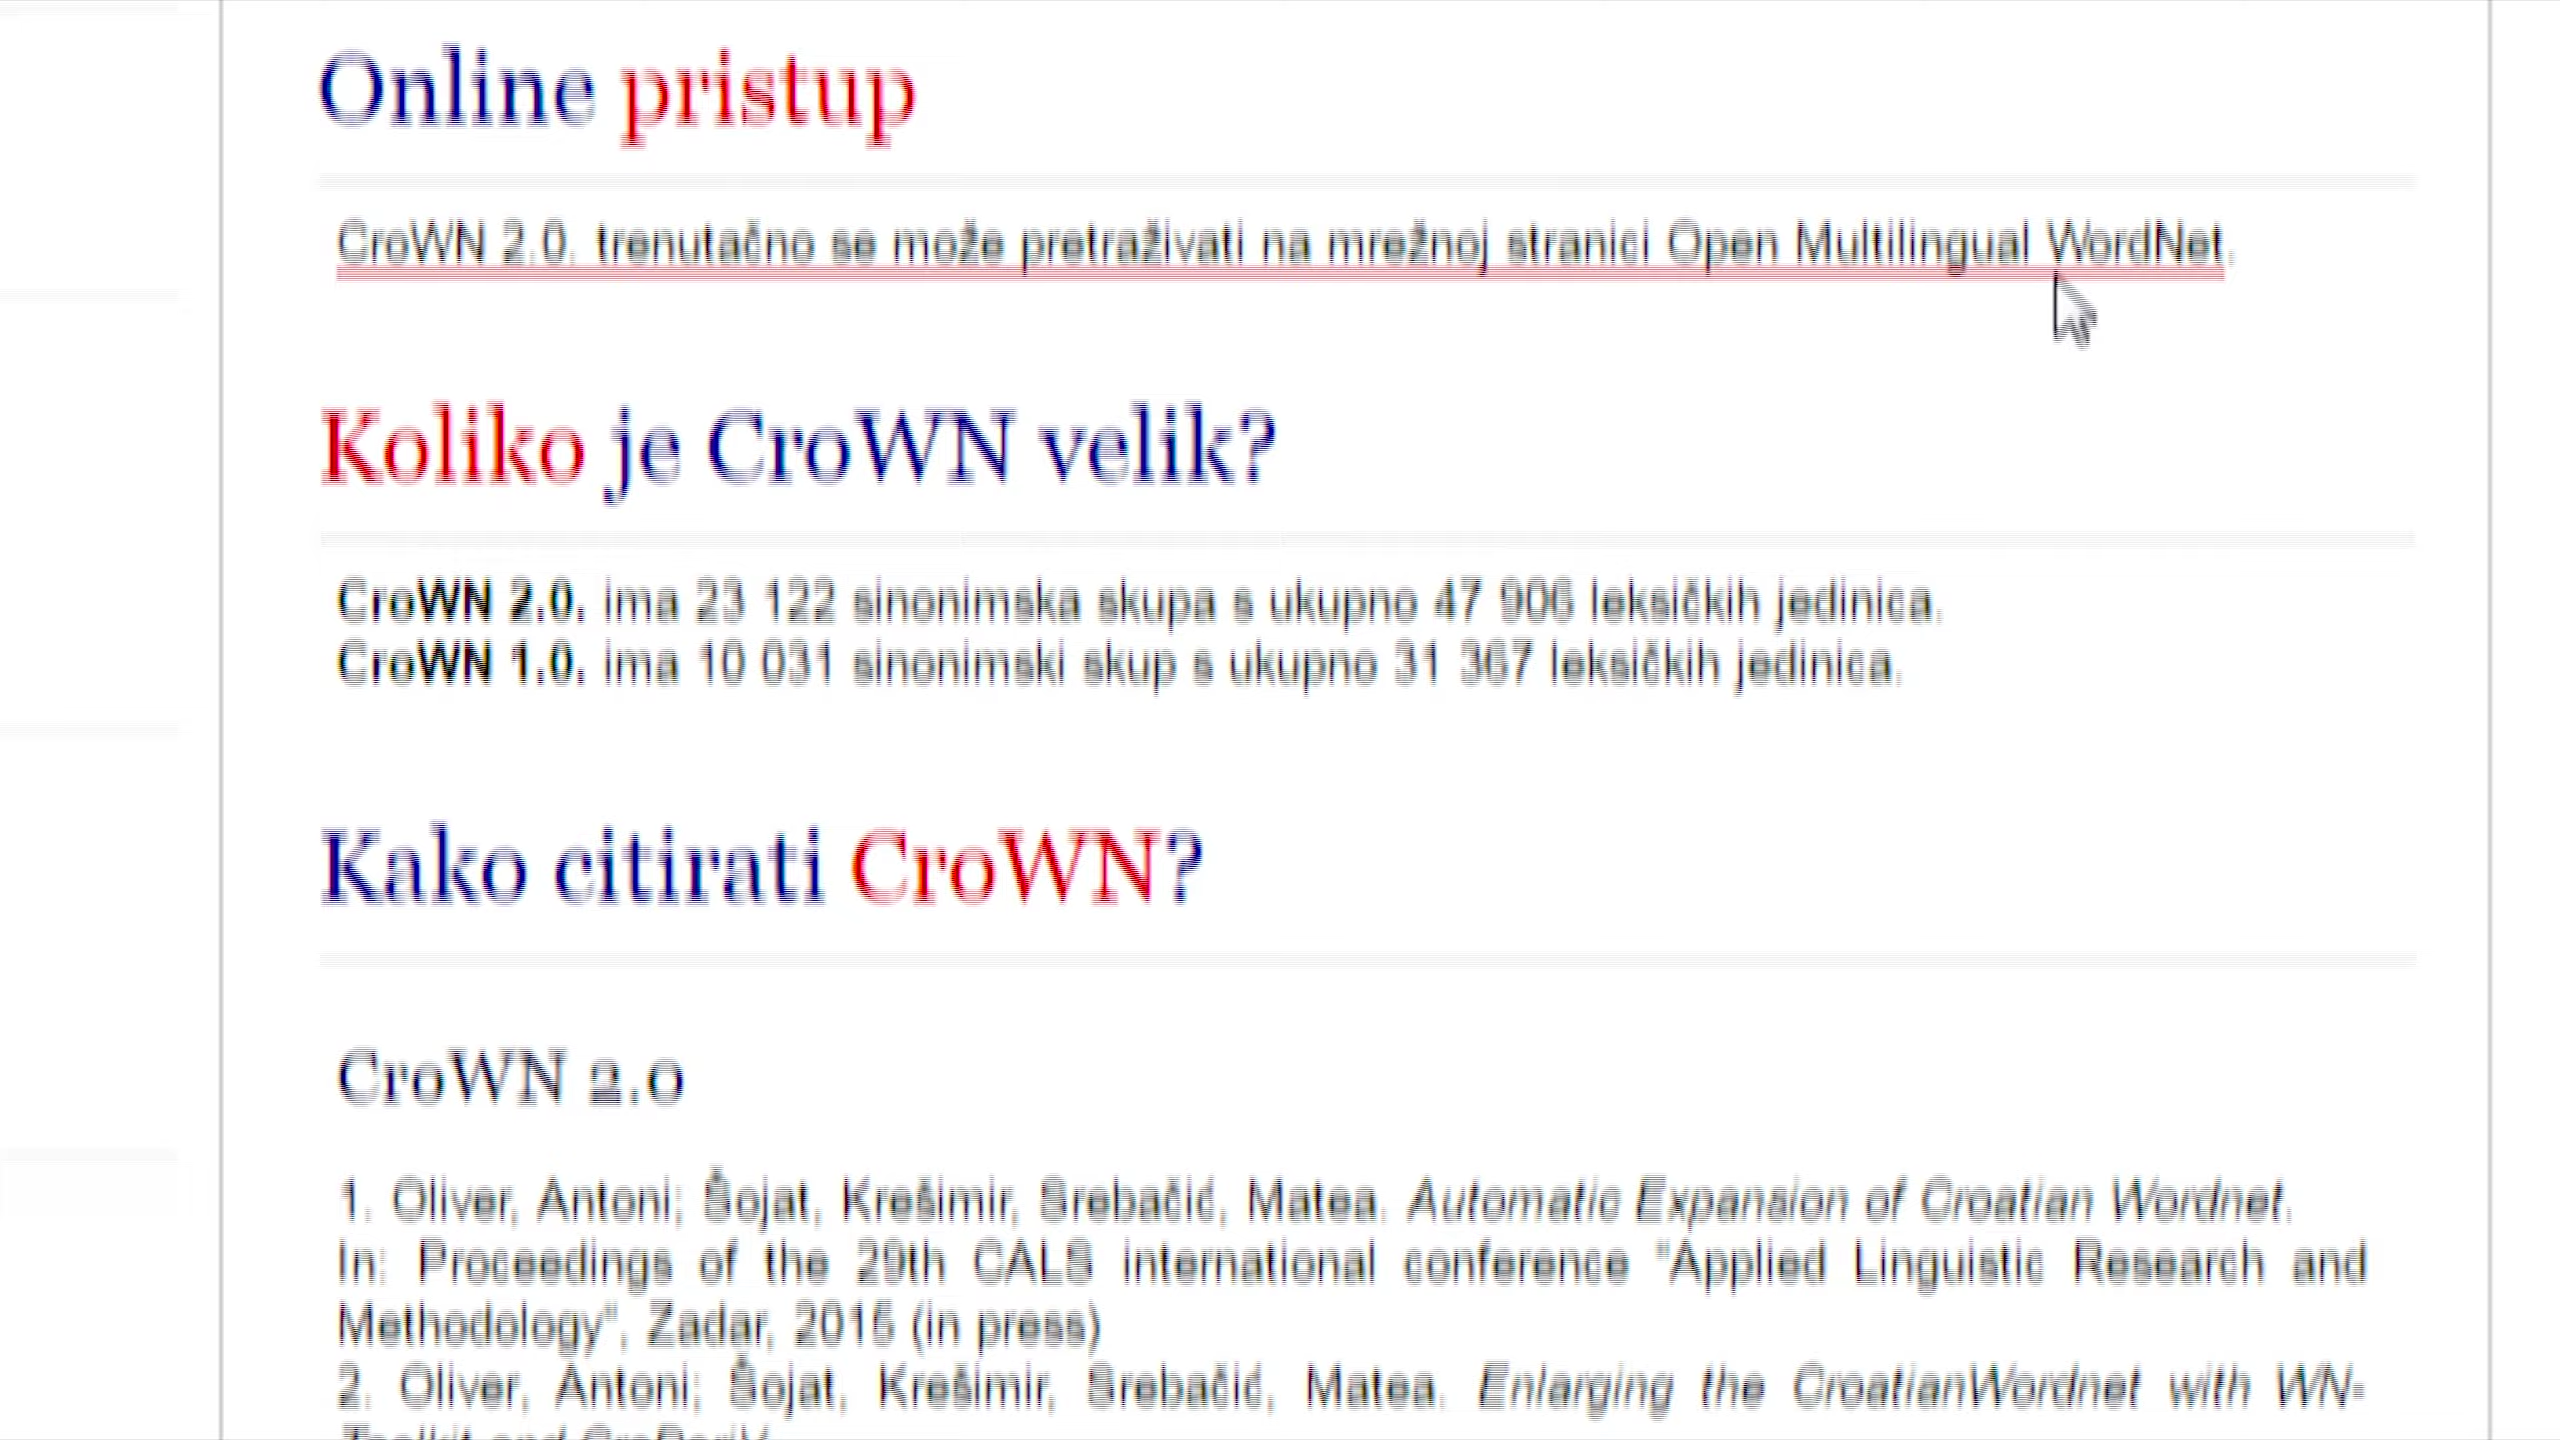 Online pristup
CroWN 2.0. trenutačno se može pretraživati na mrežnoj stranici Open Multilingual WordNet.
Koliko je CroWN velik?
CroWN 2.0. ima 23 122 sinonimska skupa s ukupno 47 906 leksičkih jedinica.
CroWN 1.0. ima 10 031 sinonimski skup s ukupno 31 367 leksičkih jedinica.
Kako citirati CroWN?
CroWN 2.0
1. Oliver, Antoni; Šojat, Krešimir, Srebačić, Matea. Automatic Expansion of Croatian Wordnet.
In: Proceedings of the 29th CALS international conference "Applied Linguistic Research and
Methodology", Zadar, 2015 (in press)
2. Oliver, Antoni; Šojat, Krešimir, Srebačić, Matea. Enlarging the CroatianWordnet with WN-
Toolkit and CroDeriV